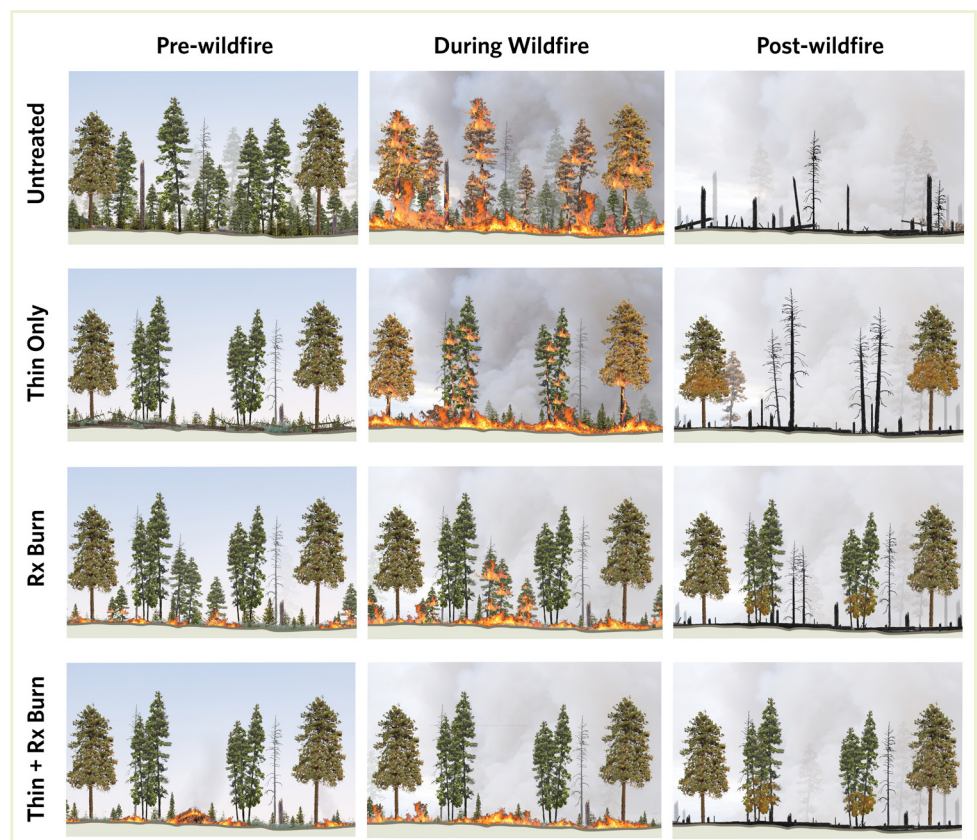 Pre-wildfire
During Wildfire
Post-wildfire
Untreated
Thin Only
Rx Burn
Thin + Rx Burn